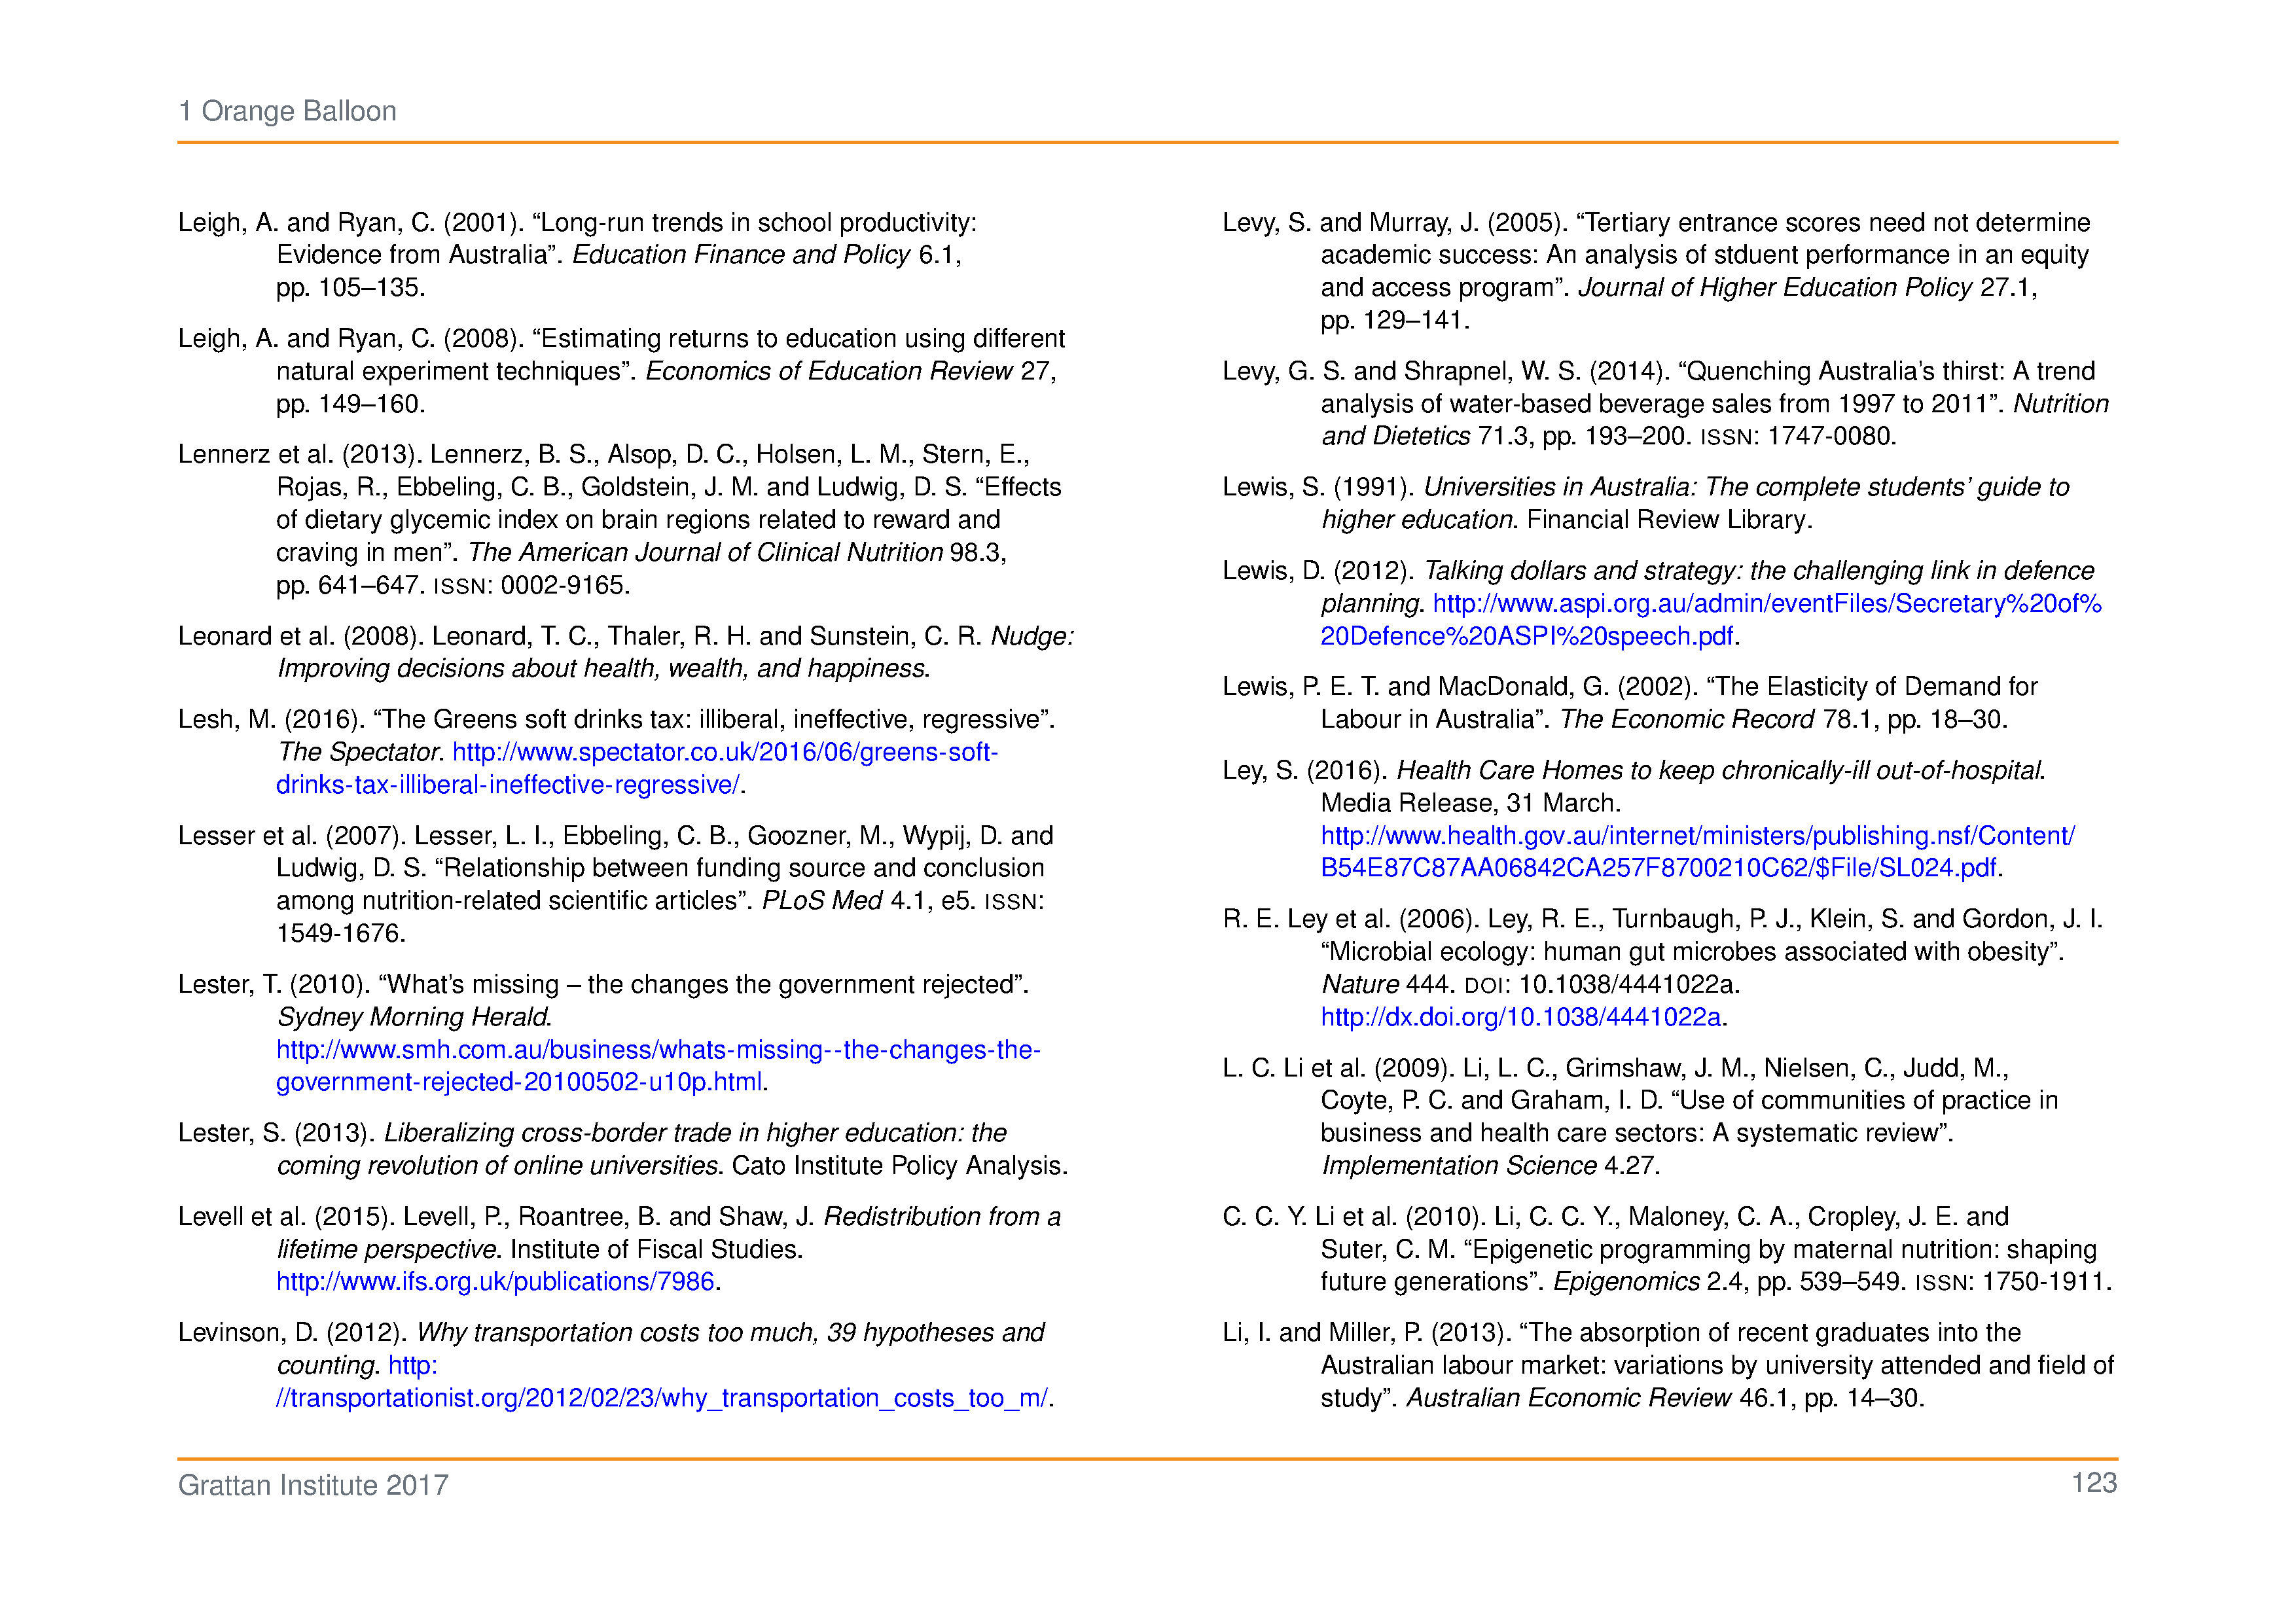 1 Orange Balloon
Leigh, A. and Ryan, C. (2001). “Long-run trends in school productivity:
Evidence from Australia”. Education Finance and Policy 6.1,
pp. 105–135.
Leigh, A. and Ryan, C. (2008). “Estimating returns to education using different
natural experiment techniques”. Economics of Education Review 27,
pp. 149–160.
Lennerz et al. (2013). Lennerz, B. S., Alsop, D. C., Holsen, L. M., Stern, E.,
Rojas, R., Ebbeling, C. B., Goldstein, J. M. and Ludwig, D. S. “Effects
of dietary glycemic index on brain regions related to reward and
craving in men”. The American Journal of Clinical Nutrition 98.3,
pp. 641–647. ISSN: 0002-9165.
Leonard et al. (2008). Leonard, T. C., Thaler, R. H. and Sunstein, C. R. Nudge:
Improving decisions about health, wealth, and happiness.
Lesh, M. (2016). “The Greens soft drinks tax: illiberal, ineffective, regressive”.
The Spectator. http://www.spectator.co.uk/2016/06/greens-soft-
drinks-tax-illiberal-ineffective-regressive/.
Lesser et al. (2007). Lesser, L. I., Ebbeling, C. B., Goozner, M., Wypij, D. and
Ludwig, D. S. “Relationship between funding source and conclusion
among nutrition-related scientific articles”. PLoS Med 4.1, e5. ISSN:
1549-1676.
Lester, T. (2010). “What’s missing – the changes the government rejected”.
Sydney Morning Herald.
http://www.smh.com.au/business/whats-missing--the-changes-the-
government-rejected-20100502-u10p.html.
Lester, S. (2013). Liberalizing cross-border trade in higher education: the
coming revolution of online universities. Cato Institute Policy Analysis.
Levell et al. (2015). Levell, P., Roantree, B. and Shaw, J. Redistribution from a
lifetime perspective. Institute of Fiscal Studies.
http://www.ifs.org.uk/publications/7986.
Levinson, D. (2012). Why transportation costs too much, 39 hypotheses and
counting. http:
//transportationist.org/2012/02/23/why_transportation_costs_too_m/.
Levy, S. and Murray, J. (2005). “Tertiary entrance scores need not determine
academic success: An analysis of stduent performance in an equity
and access program”. Journal of Higher Education Policy 27.1,
pp. 129–141.
Levy, G. S. and Shrapnel, W. S. (2014). “Quenching Australia’s thirst: A trend
analysis of water-based beverage sales from 1997 to 2011”. Nutrition
and Dietetics 71.3, pp. 193–200. ISSN: 1747-0080.
Lewis, S. (1991). Universities in Australia: The complete students’ guide to
higher education. Financial Review Library.
Lewis, D. (2012). Talking dollars and strategy: the challenging link in defence
planning. http://www.aspi.org.au/admin/eventFiles/Secretary%20of%
20Defence%20ASPI%20speech.pdf.
Lewis, P. E. T. and MacDonald, G. (2002). “The Elasticity of Demand for
Labour in Australia”. The Economic Record 78.1, pp. 18–30.
Ley, S. (2016). Health Care Homes to keep chronically-ill out-of-hospital.
Media Release, 31 March.
http://www.health.gov.au/internet/ministers/publishing.nsf/Content/
B54E87C87AA06842CA257F8700210C62/$File/SL024.pdf.
R. E. Ley et al. (2006). Ley, R. E., Turnbaugh, P. J., Klein, S. and Gordon, J. I.
“Microbial ecology: human gut microbes associated with obesity”.
Nature 444. DOI: 10.1038/4441022a.
http://dx.doi.org/10.1038/4441022a.
L. C. Li et al. (2009). Li, L. C., Grimshaw, J. M., Nielsen, C., Judd, M.,
Coyte, P. C. and Graham, I. D. “Use of communities of practice in
business and health care sectors: A systematic review”.
Implementation Science 4.27.
C. C. Y. Li et al. (2010). Li, C. C. Y., Maloney, C. A., Cropley, J. E. and
Suter, C. M. “Epigenetic programming by maternal nutrition: shaping
future generations”. Epigenomics 2.4, pp. 539–549. ISSN: 1750-1911.
Li, I. and Miller, P. (2013). “The absorption of recent graduates into the
Australian labour market: variations by university attended and field of
study”. Australian Economic Review 46.1, pp. 14–30.
Grattan Institute 2017
123